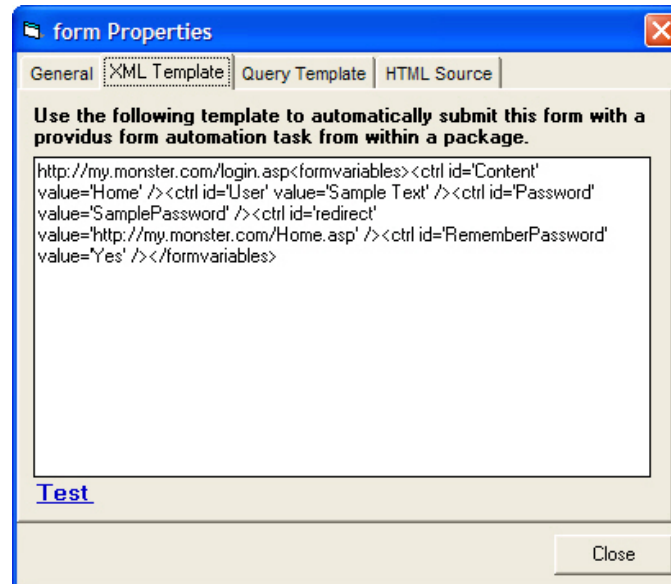 form Properties
General XML Template Query Template HTML Source
Use the following template to automatically submit this form with a
providus form automation task from within a package.
http://my.monster.com/login.asp<formvariables><ctrl id='Content'
value='Home' /><ctrl id='User' value='Sample Text' /><ctrl id='Password'
value='SamplePassword' /><ctrl id='redirect'
value='http://my.monster.com/Home.asp' /><ctrl id='RememberPassword'
value='Yes' /></formvariables>
Test
Close